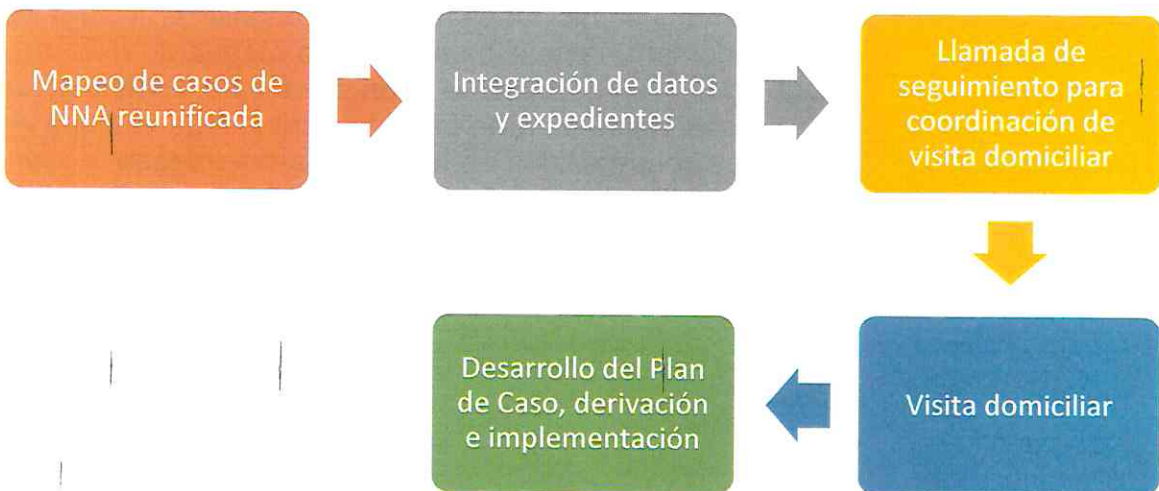 Mapeo de casos de
NNA reunificada
Integración de datos
y expedientes
Llamada de
seguimiento para
coordinación de
visita domiciliar
Visita domiciliar
Desarrollo del Plan
de Caso, derivación
e implementación